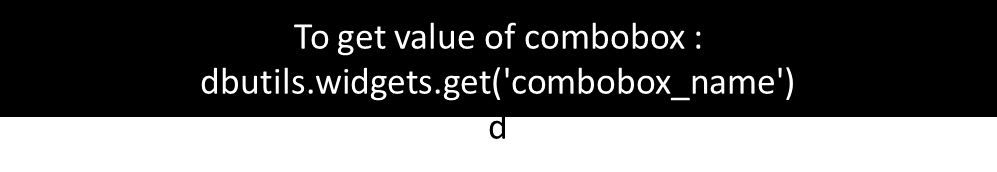 To get value of combobox :
dbutils.widgets.get('combobox_name')
d